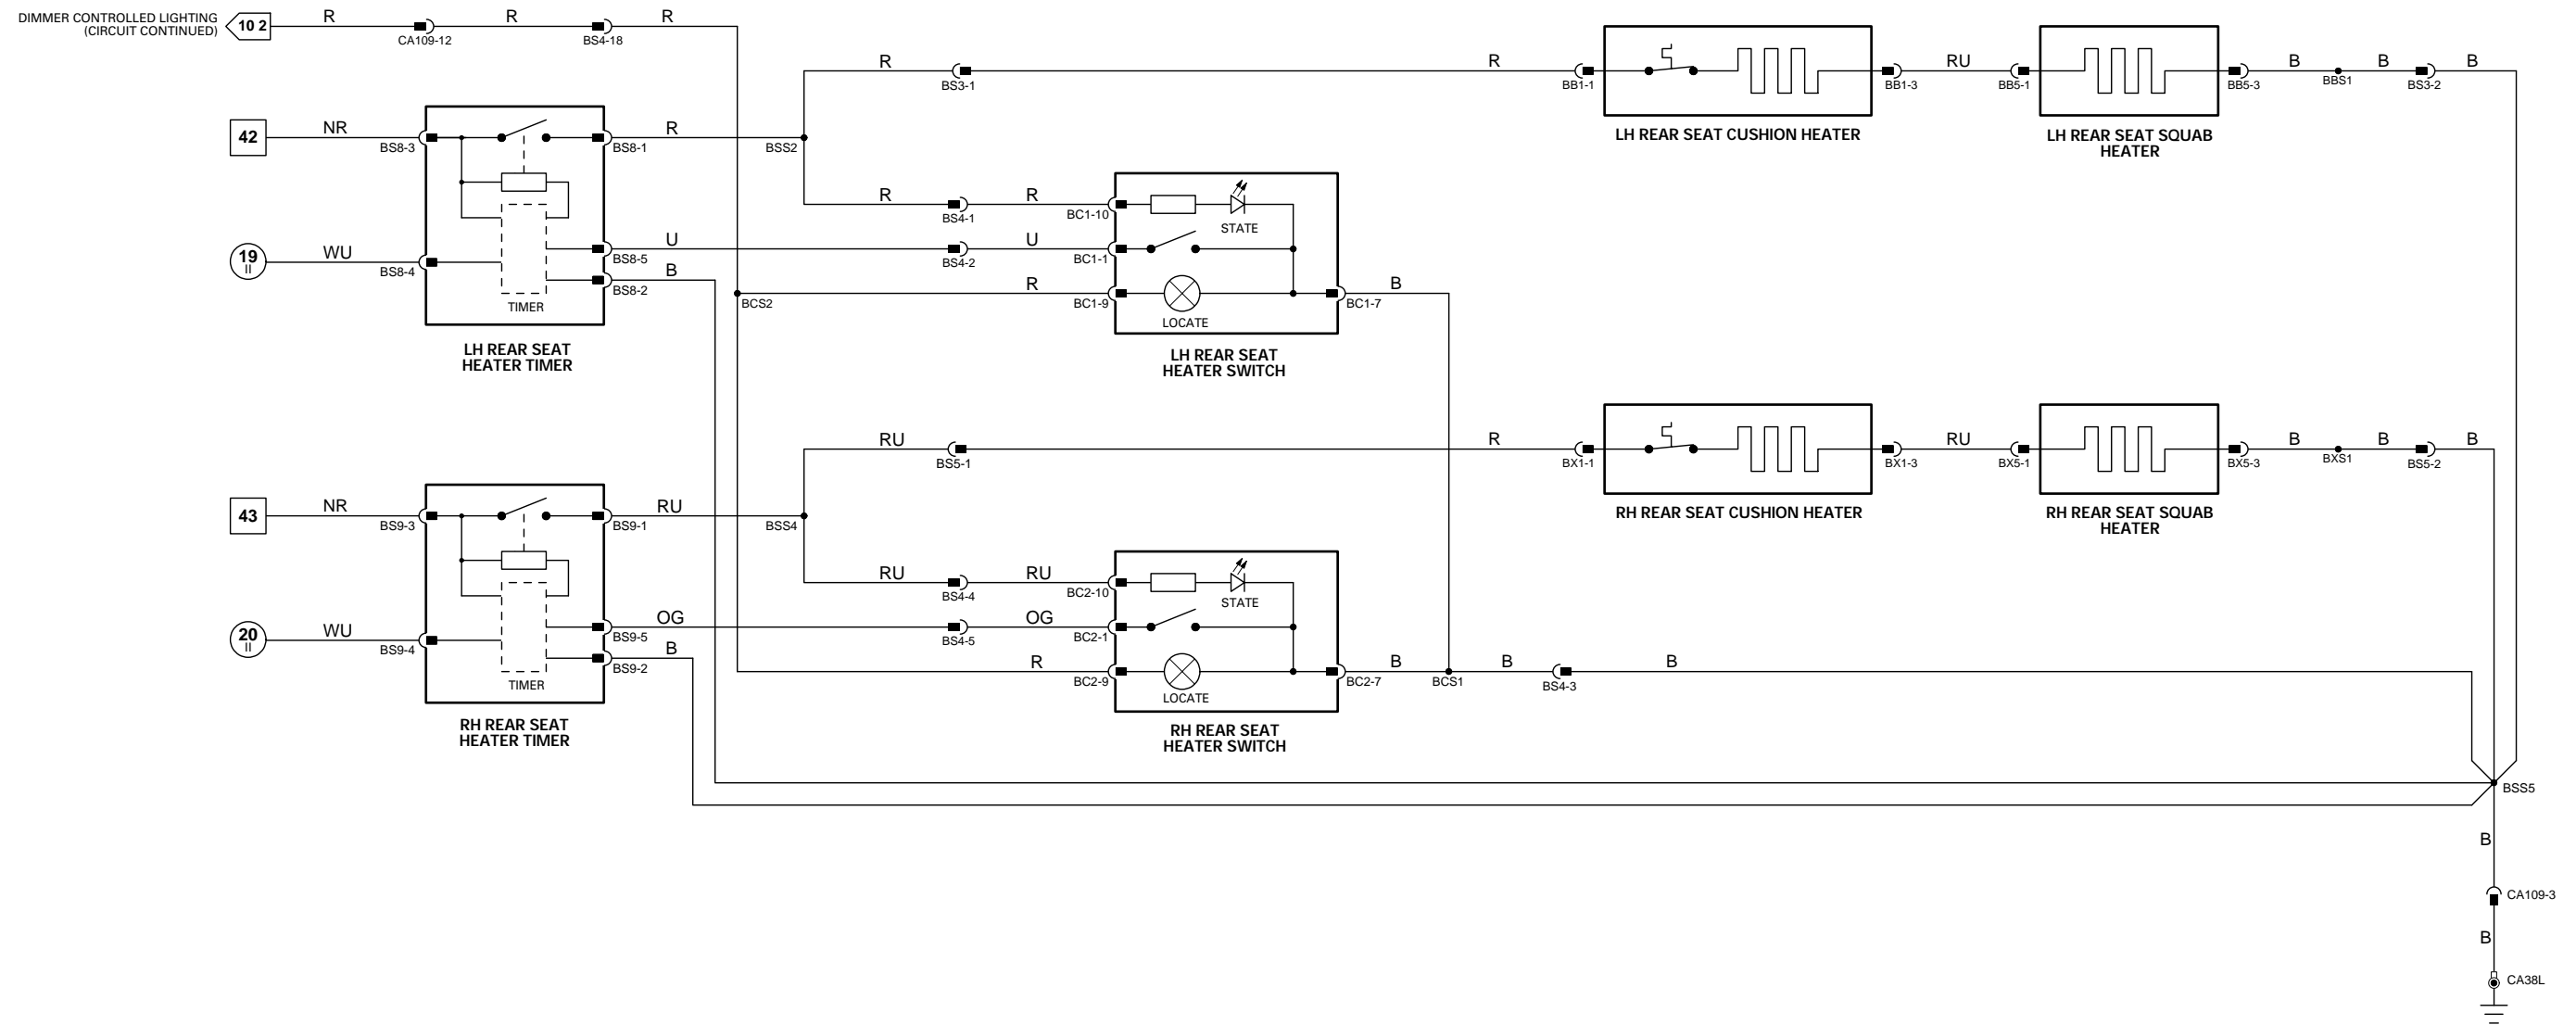 DIMMER CONTROLLED LIGHTING
(CIRCUIT CONTINUED)
10 2
R
CA109-12
R
BS4-18
R
R
BS3-1
R
BB1-1
BB1-3
RU
BB5-1
BB5-3
B
BBS1
B
BS3-2
B
LH REAR SEAT CUSHION HEATER
LH REAR SEAT SQUAB
HEATER
42
NR
BS8-3
BS8-1
R
BSS2
R
BS4-1
R
BC1-10
STATE
19
II
WU
BS8-4
BS8-5
U
BS4-2
U
BC1-1
BS8-2
B
TIMER
BCS2
R
BC1-9
LOCATE
BC1-7
B
LH REAR SEAT
HEATER TIMER
LH REAR SEAT
HEATER SWITCH
RU
BS5-1
R
BX1-1
BX1-3
RU
BX5-1
BX5-3
B
BXS1
B
BS5-2
B
RH REAR SEAT CUSHION HEATER
RH REAR SEAT SQUAB
HEATER
43
NR
BS9-3
BS9-1
RU
BSS4
RU
BS4-4
RU
BC2-10
STATE
20
II
WU
BS9-4
BS9-5
OG
BS4-5
OG
BC2-1
BS9-2
B
TIMER
R
BC2-9
LOCATE
BC2-7
B
BCS1
B
BS4-3
B
RH REAR SEAT
HEATER TIMER
RH REAR SEAT
HEATER SWITCH
BSS5
B
CA109-3
B
CA38L